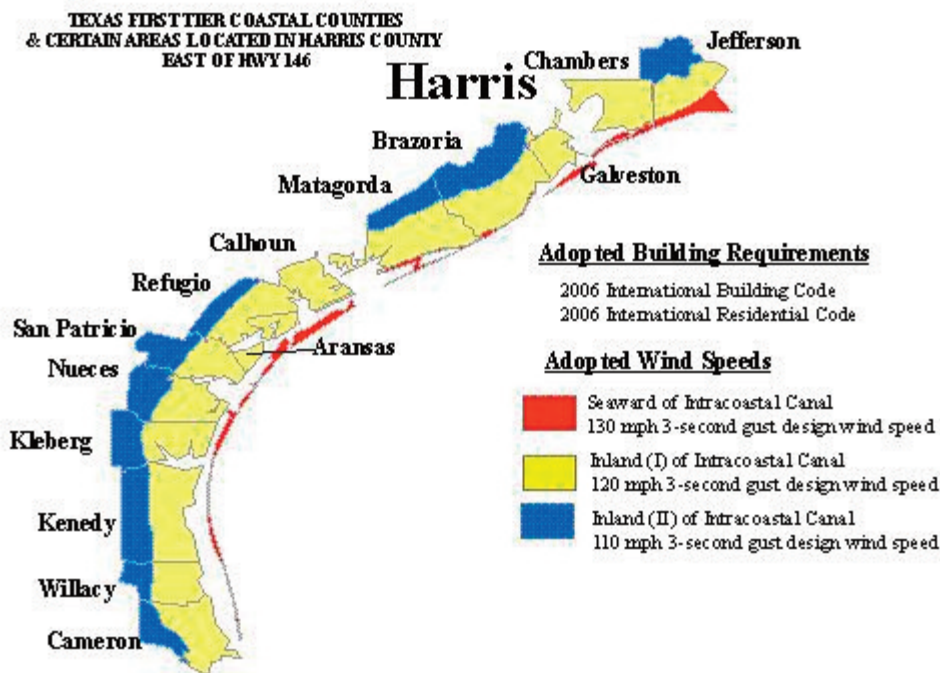 TEXAS FIRST TIER COASTAL COUNTIES
& CERTAIN AREAS LOCATED IN HARRIS COUNTY
EAST OF HWY 146
Jefferson
Chambers
Harris
Brazoria
Galveston
Matagorda
Calhoun
Refugio
San Patricio
Aransas
Nueces
Kleberg
Kenedy
Willacy
Cameron
Adopted Building Requirements
2006 International Building Code
2006 International Residential Code
Adopted Wind Speeds
Seaward of Intracoastal Canal
130 mph 3-second gust design wind speed
Inland (I) of Intracoastal Canal
120 mph 3-second gust design wind speed
Inland (II) of Intracoastal Canal
110 mph 3-second gust design wind speed